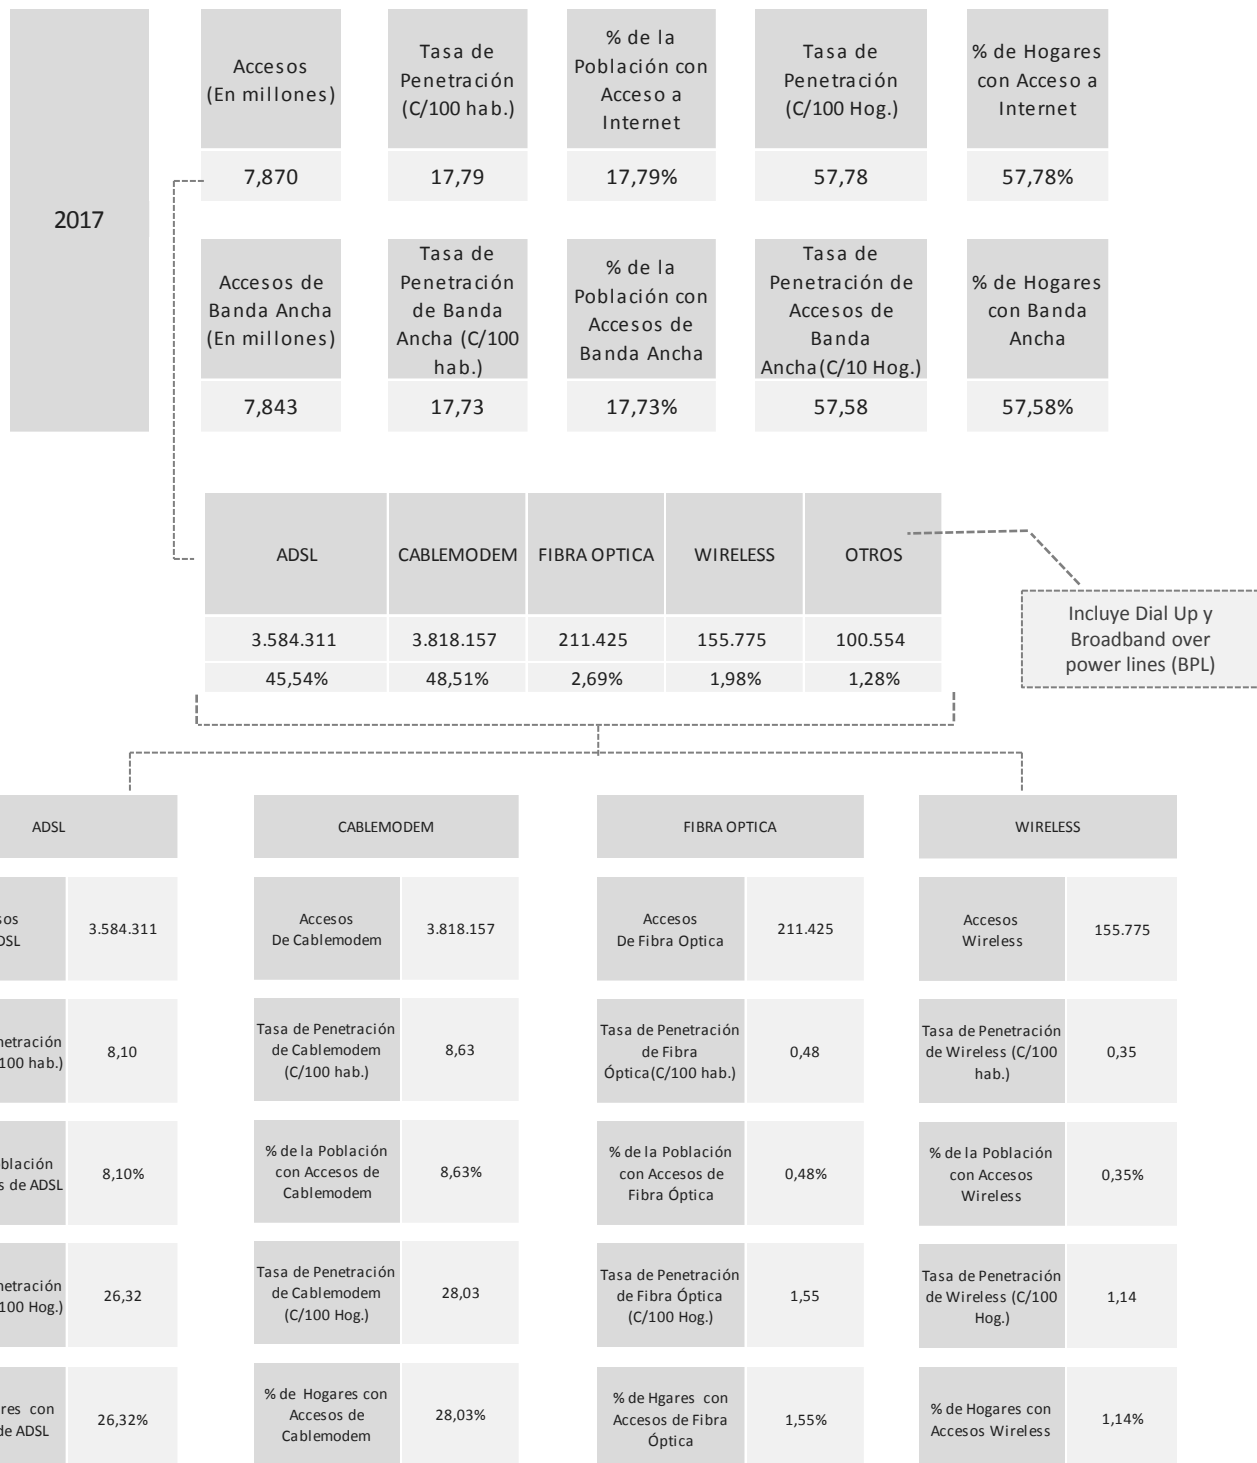 2017
Accesos
(En millones)
7,870
Tasa de
Penetración
(C/100 hab.)
17,79
% de la
Población con
Acceso a
Internet
17,79%
Tasa de
Penetración
(C/100 Hog.)
57,78
% de Hogares
con Acceso a
Internet
57,78%
Accesos de
Banda Ancha
(En millones)
7,843
Tasa de
Penetración
de Banda
Ancha (C/100
hab.)
17,73
% de la
Población con
Accesos de
Banda Ancha
17,73%
Tasa de
Penetración de
Accesos de
Banda
Ancha(C/10 Hog.)
57,58
% de Hogares
con Banda
Ancha
57,58%
ADSL
CABLEMODEM
FIBRA OPTICA
WIRELESS
OTROS
3.584.311
3.818.157
211.425
155.775
100.554
45,54%
48,51%
2,69%
1,98%
1,28%
Incluye Dial Up y
Broadband over
power lines (BPL)
ADSL
3.584.311
/100 hab.)
8,10
s de ADSL
8,10%
100 Hog.)
26,32
con
de ADSL
26,32%
CABLEMODEM
Accesos
De Cablemodem
3.818.157
Tasa de Penetración
de Cablemodem
(C/100 hab.)
8,63
% de la Población
con Accesos de
Cablemodem
8,63%
Tasa de Penetración
de Cablemodem
(C/100 Hog.)
28,03
% de Hogares con
Accesos de
Cablemodem
28,03%
FIBRA OPTICA
Accesos
De Fibra Optica
211.425
Tasa de Penetración
de Fibra
Óptica(C/100 hab.)
0,48
% de la Población
con Accesos de
Fibra Óptica
0,48%
Tasa de Penetración
de Fibra Óptica
(C/100 Hog.)
1,55
% de Hgares con
Accesos de Fibra
Óptica
1,55%
WIRELESS
Accesos
Wireless
155.775
Tasa de Penetración
de Wireless (C/100
hab.)
0,35
% de la Población
con Accesos
Wireless
0,35%
Tasa de Penetración
de Wireless (C/100
Hog.)
1,14
% de Hogares con
Accesos Wireless
1,14%